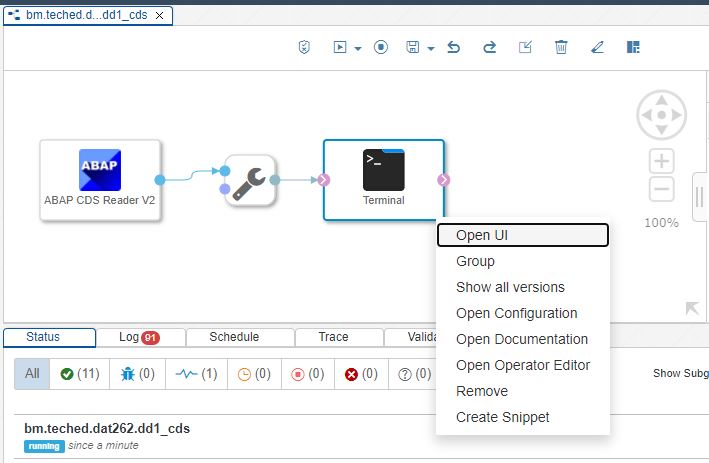 bm.teched.d...dd1_cds ×
ABAP
ABAP CDS Reader V2
>_
Terminal
100%
Open UI
Group
Show all versions
Open Configuration
Open Documentation
Open Operator Editor
Remove
Create Snippet
Status
Log 91
Schedule
Trace
Valida
All
(11)
(0)
(1)
(0)
(0)
(0)
(0)
Show Subg
bm.teched.dat262.dd1_cds
running since a minute